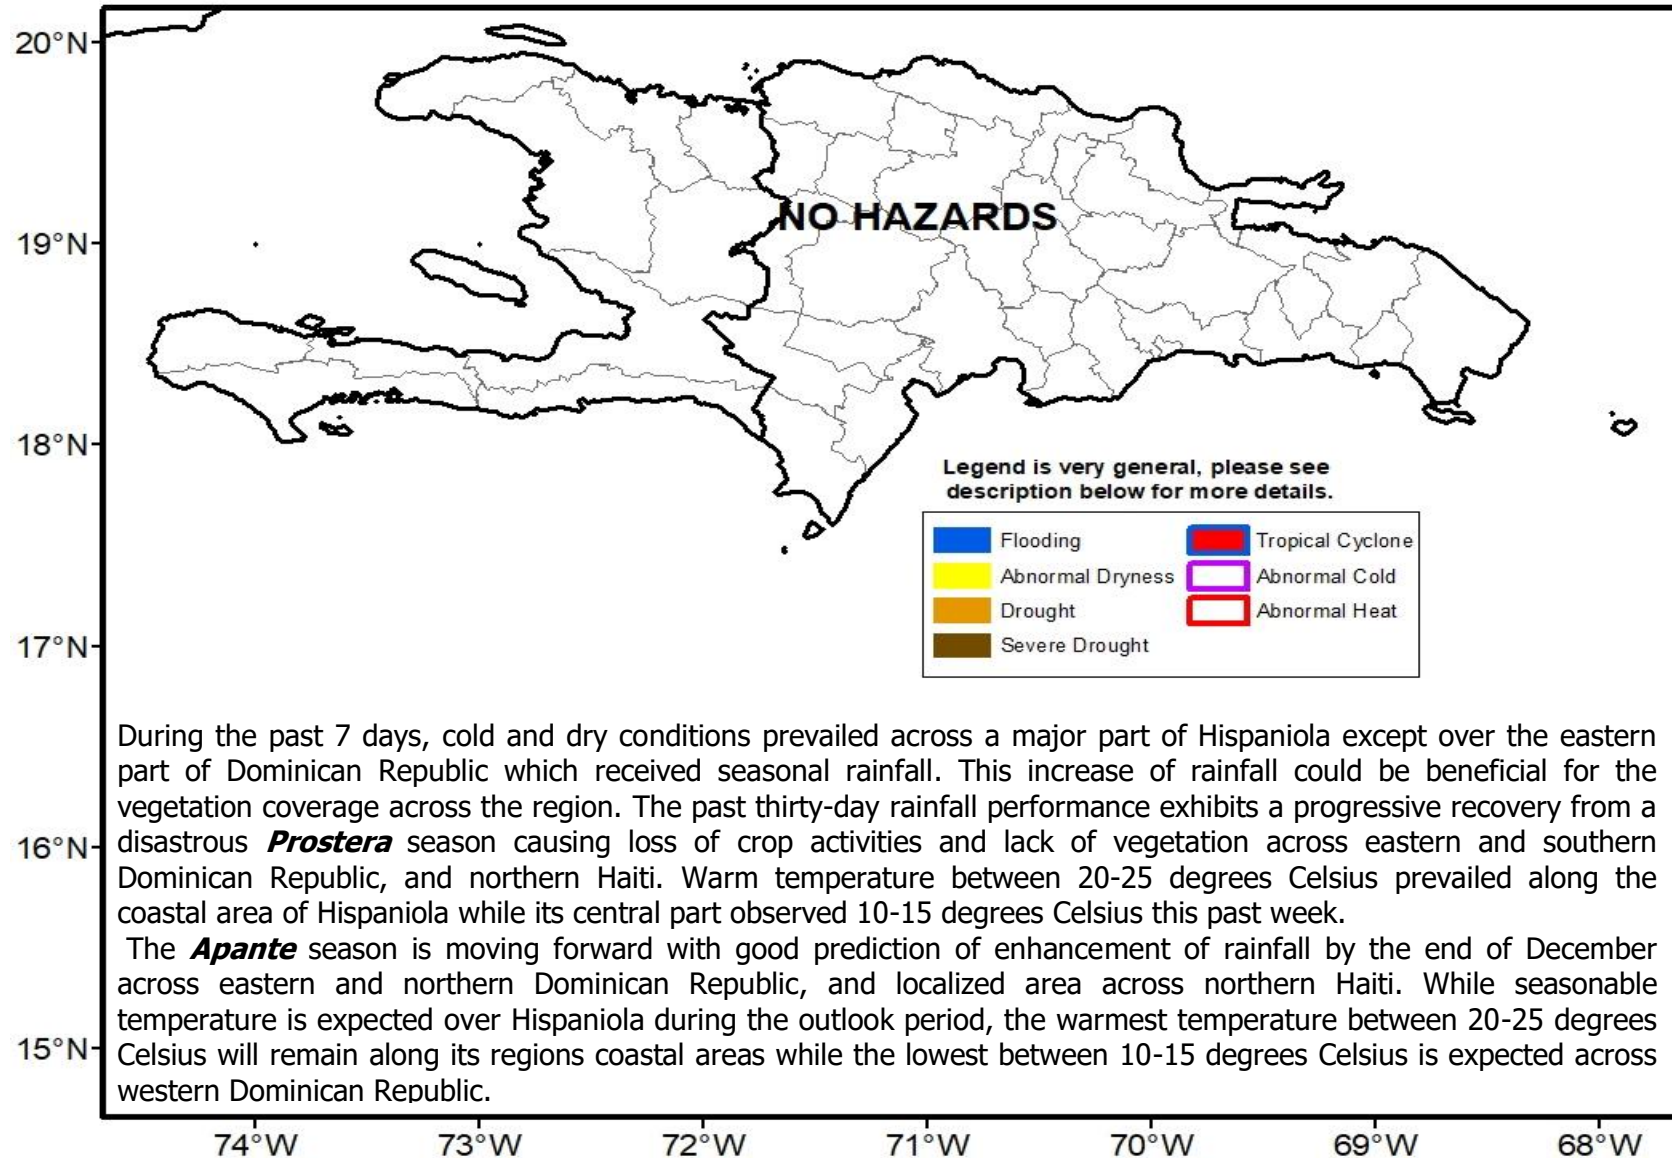 20°N
19°N
18°N
17°N
16°N
15°N
NO HAZARDS
Legend is very general, please see
description below for more details.
Flooding
Abnormal Dryness
Drought
Severe Drought
Tropical Cyclone
Abnormal Cold
Abnormal Heat
During the past 7 days, cold and dry conditions prevailed across a major part of Hispaniola except over the eastern
part of Dominican Republic which received seasonal rainfall. This increase of rainfall could be beneficial for the
vegetation coverage across the region. The past thirty-day rainfall performance exhibits a progressive recovery from a
disastrous Prostera season causing loss of crop activities and lack of vegetation across eastern and southern
Dominican Republic, and northern Haiti. Warm temperature between 20-25 degrees Celsius prevailed along the
coastal area of Hispaniola while its central part observed 10-15 degrees Celsius this past week.
The Apante season is moving forward with good prediction of enhancement of rainfall by the end of December
across eastern and northern Dominican Republic, and localized area across northern Haiti. While seasonable
temperature is expected over Hispaniola during the outlook period, the warmest temperature between 20-25 degrees
Celsius will remain along its regions coastal areas while the lowest between 10-15 degrees Celsius is expected across
western Dominican Republic.
74°W 73°W 72°W 71°W 70°W 69°W 68°W